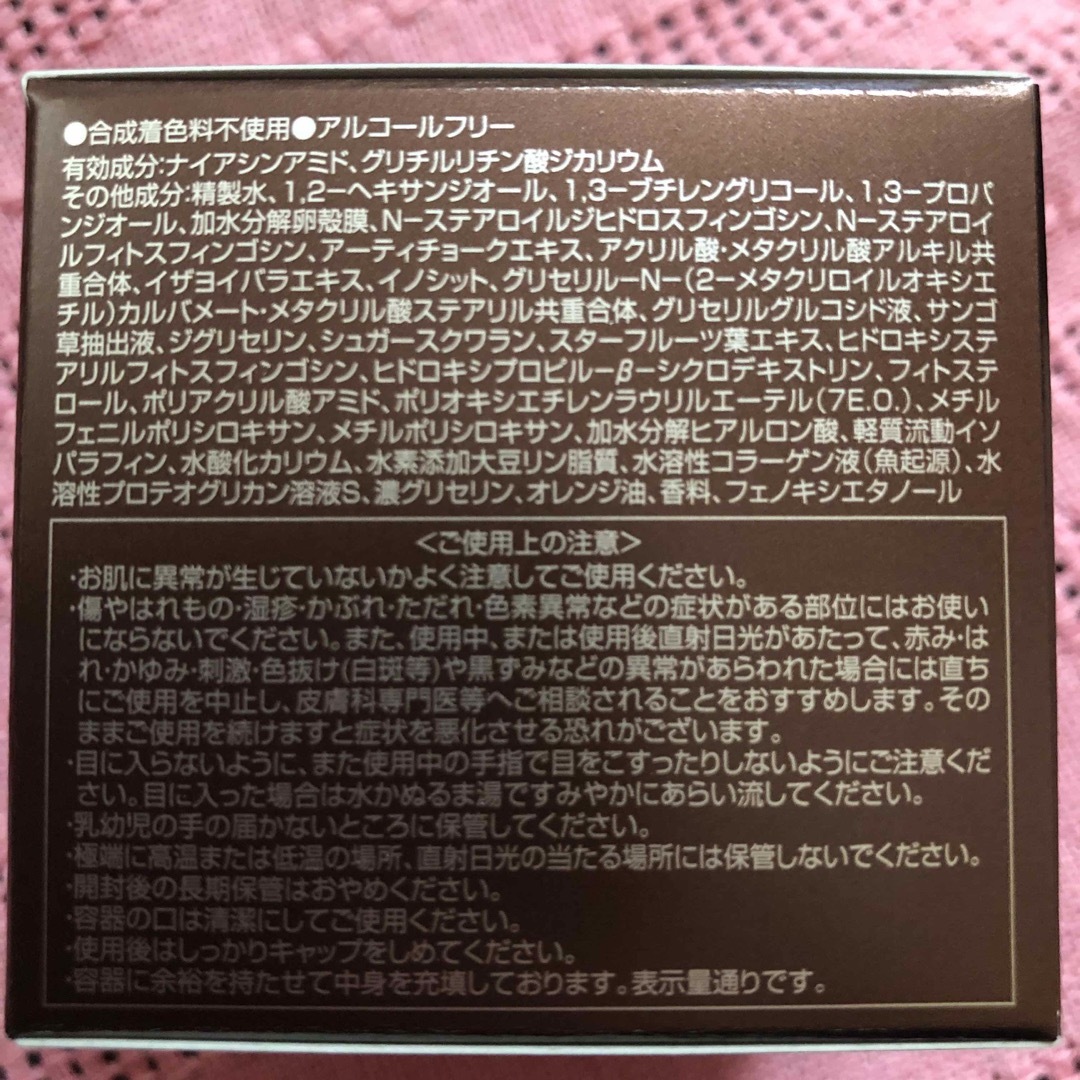 ●合成着色料不使用●アルコールフリー
有効成分:ナイアシンアミド、グリチルリチン酸ジカリウム
その他成分:精製水、1,2-ヘキサンジオール、1,3-ブチレングリコール、1,3-プロパ
ンジオール、加水分解卵殻膜、N-ステアロイルジヒドロスフィンゴシン、N-ステアロイ
ルフィトスフィンゴシン、アーティチョークエキス、アクリル酸・メタクリル酸アルキル共
重合体、イザヨイバラエキス、イノシット、グリセリル-N-(2-メタクリロイルオキシエ
チル)カルバメート・メタクリル酸ステアリル共重合体、グリセリルグルコシド液、サンゴ
草抽出液、ジグリセリン、シュガースクワラン、スターフルーツ葉エキス、ヒドロキシステ
アリルフィトスフィンゴシン、ヒドロキシプロピル-β-シクロデキストリン、フィトステ
ロール、ポリアクリル酸アミド、ポリオキシエチレンラウリルエーテル(7E.O.)、メチル
フェニルポリシロキサン、メチルポリシロキサン、加水分解ヒアルロン酸、軽質流動イソ
パラフィン、水酸化カリウム、水素添加大豆リン脂質、水溶性コラーゲン液(魚起源)、水
溶性プロテオグリカン溶液S、濃グリセリン、オレンジ油、香料、フェノキシエタノール
<ご使用上の注意>
・お肌に異常が生じていないかよく注意してご使用ください。
・傷やはれもの・湿疹・かぶれ・ただれ・色素異常などの症状がある部位にはお使い
にならないでください。また、使用中、または使用後直射日光があたって、赤み・は
れ・かゆみ・刺激・色抜け(白斑等)や黒ずみなどの異常があらわれた場合には直ち
にご使用を中止し、皮膚科専門医等へご相談されることをおすすめします。その
ままご使用を続けますと症状を悪化させる恐れがございます。
・目に入らないように、また使用中の手指で目をこすったりしないようにご注意くだ
さい。目に入った場合は水かぬるま湯ですみやかにあらい流してください。
・乳幼児の手の届かないところに保管してください。
・極端に高温または低温の場所、直射日光の当たる場所には保管しないでください。
・開封後の長期保管はおやめください。
・容器の口は清潔にしてご使用ください。
・使用後はしっかりキャップをしめてください。
・容器に余裕を持たせて中身を充填しております。表示量通りです。